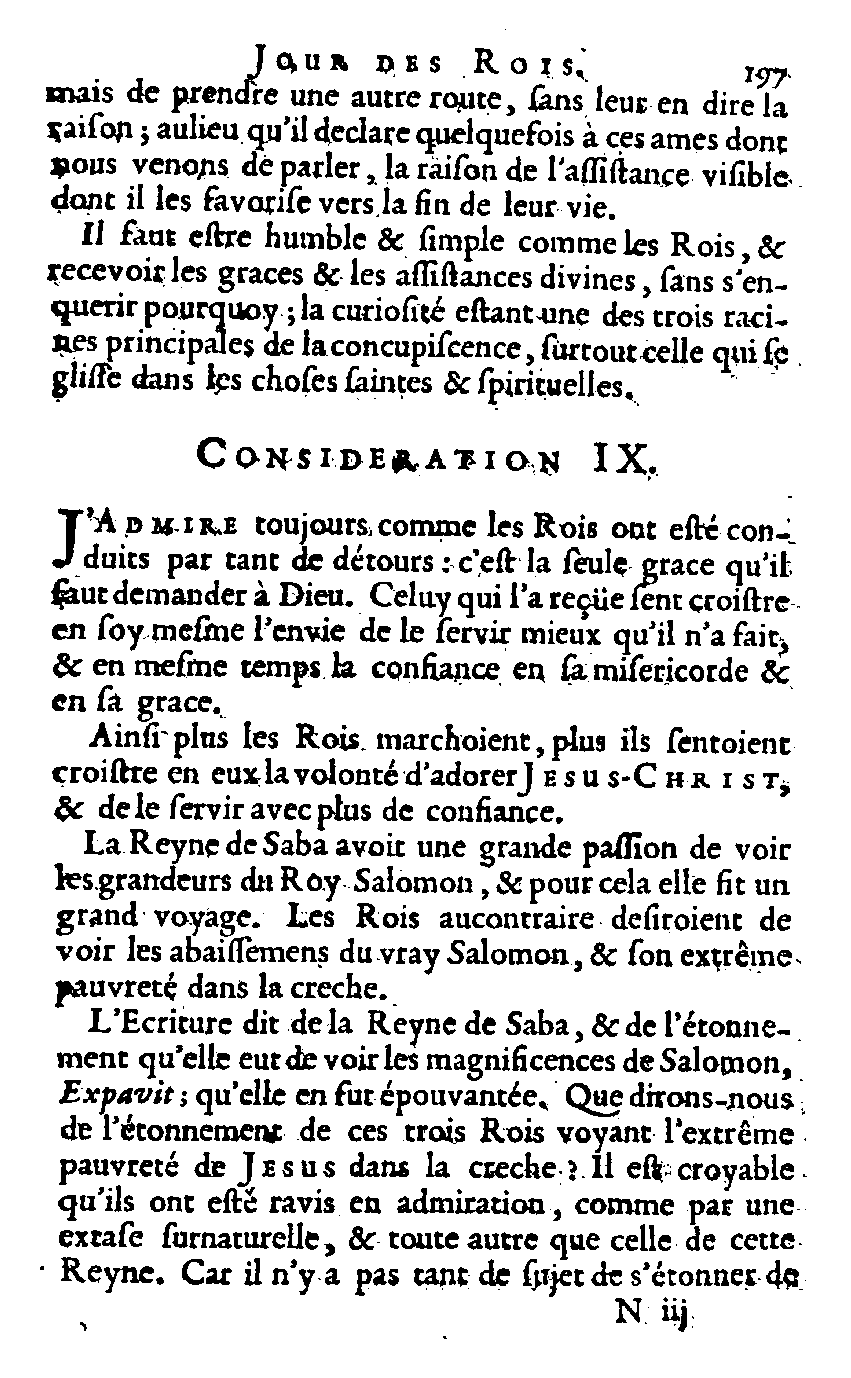 JOUR DES ROIS. 197
mais de prendre une autre route, ſans leur en dire la
raiſon; aulieu qu'il declare quelquefois à ces ames dont
nous venons de parler, la raiſon de l'aſſiſtance viſible
dont il les favoriſe vers la fin de leur vie.
Il faut eſtre humble & ſimple comme les Rois, &
recevoir les graces & les aſſiſtances divines, ſans s'en-
querir pourquoy; la curioſité eſtant une des trois raci-
nes principales de la concupiſcence, ſurtout celle qui ſe
gliſſe dans les choſes ſaintes & ſpirituelles.
CONSIDERATION IX.
J'ADMIRE toujours comme les Rois ont eſté con-
duits par tant de détours: c'eſt la ſeule grace qu'il
faut demander à Dieu. Celuy qui l'a reçüe ſent croiſtre
en ſoy meſme l'envie de le ſervir mieux qu'il n'a fait,
& en meſme temps la confiance en ſa miſericorde &
en ſa grace.
Ainſi plus les Rois marchoient, plus ils ſentoient
croiſtre en eux la volonté d'adorer JESUS-CHRIST,
& de le ſervir avec plus de confiance.
La Reyne de Saba avoit une grande paſſion de voir
les grandeurs du Roy Salomon, & pour cela elle fit un
grand voyage. Les Rois aucontraire deſiroient de
voir les abaiſſemens du vray Salomon, & ſon extrême
pauvreté dans la creche.
L'Ecriture dit de la Reyne de Saba, & de l'étonne-
ment qu'elle eut de voir les magnificences de Salomon,
Expavit; qu'elle en fut épouvantée. Que dirons-nous
de l'étonnement de ces trois Rois voyant l'extrême
pauvreté de JESUS dans la creche? Il eſt croyable
qu'ils ont eſté ravis en admiration, comme par une
extaſe ſurnaturelle, & toute autre que celle de cette
Reyne. Car il n'y a pas tant de ſujet de s'étonner de
N iij